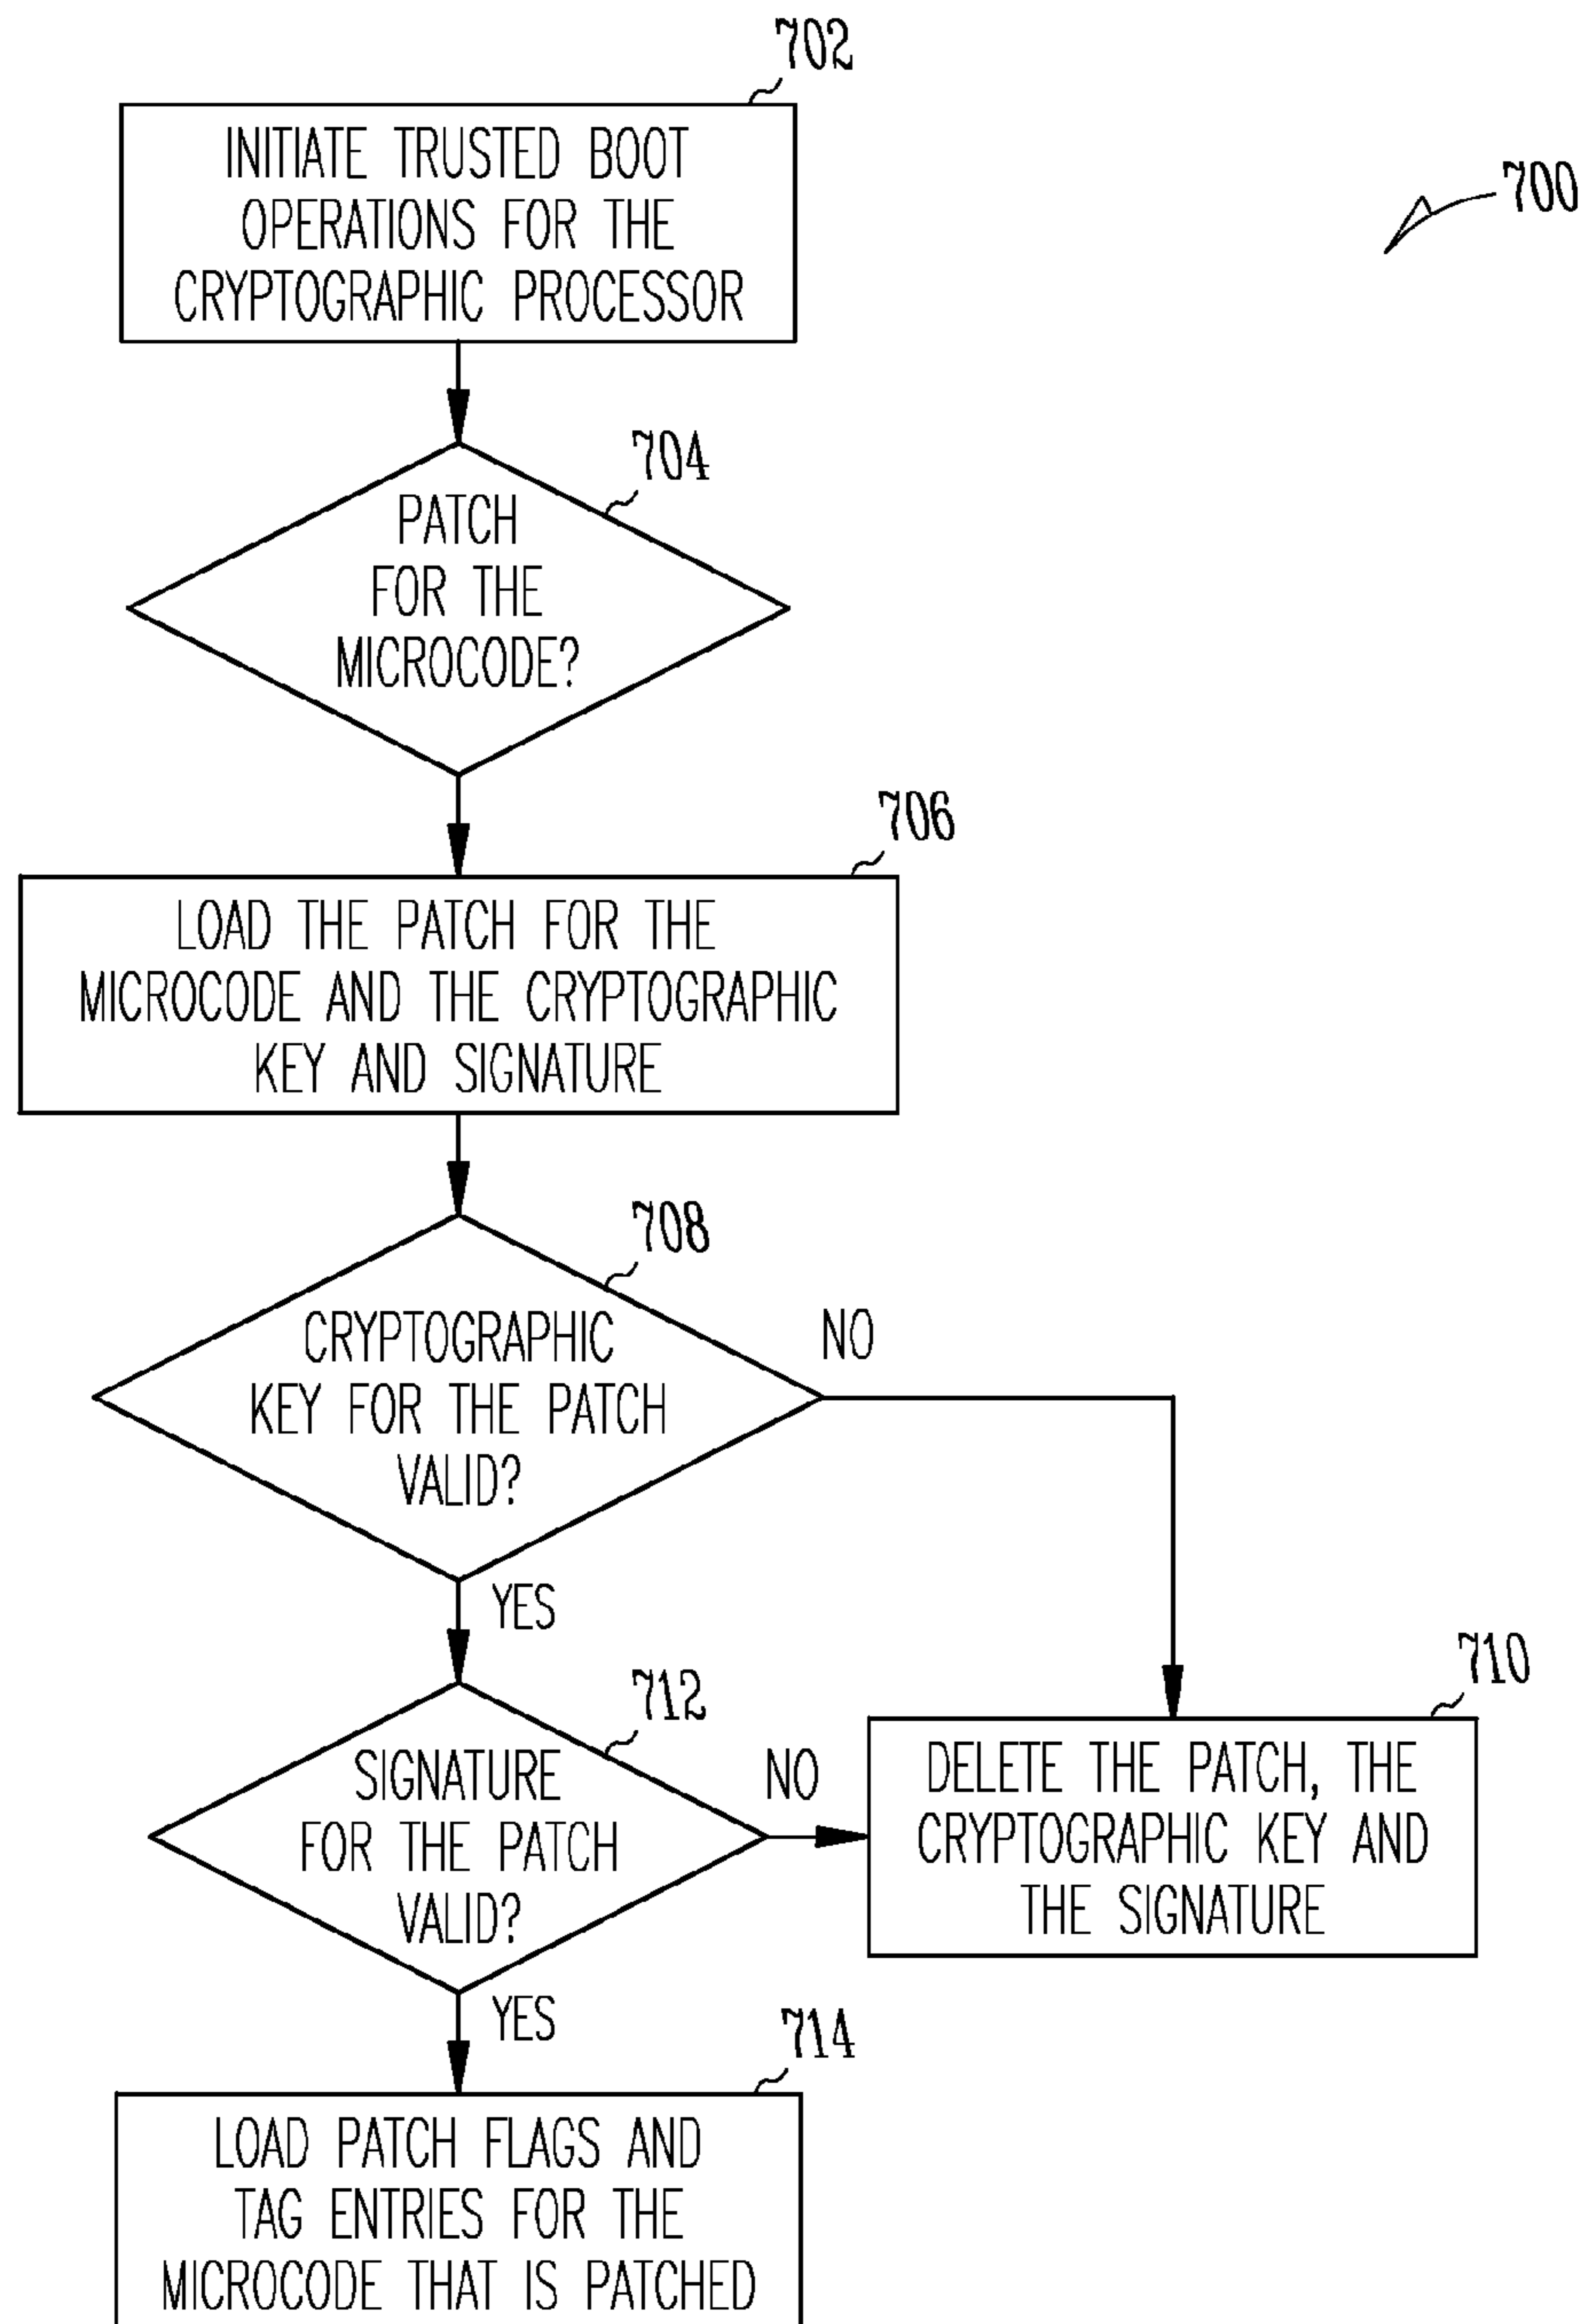 702
INITIATE TRUSTED BOOT
OPERATIONS FOR THE
CRYPTOGRAPHIC PROCESSOR
700
704
PATCH
FOR THE
MICROCODE?
706
LOAD THE PATCH FOR THE
MICROCODE AND THE CRYPTOGRAPHIC
KEY AND SIGNATURE
708
CRYPTOGRAPHIC
KEY FOR THE PATCH
VALID?
NO
YES
712
SIGNATURE
FOR THE PATCH
VALID?
NO
710
DELETE THE PATCH, THE
CRYPTOGRAPHIC KEY AND
THE SIGNATURE
YES
714
LOAD PATCH FLAGS AND
TAG ENTRIES FOR THE
MICROCODE THAT IS PATCHED